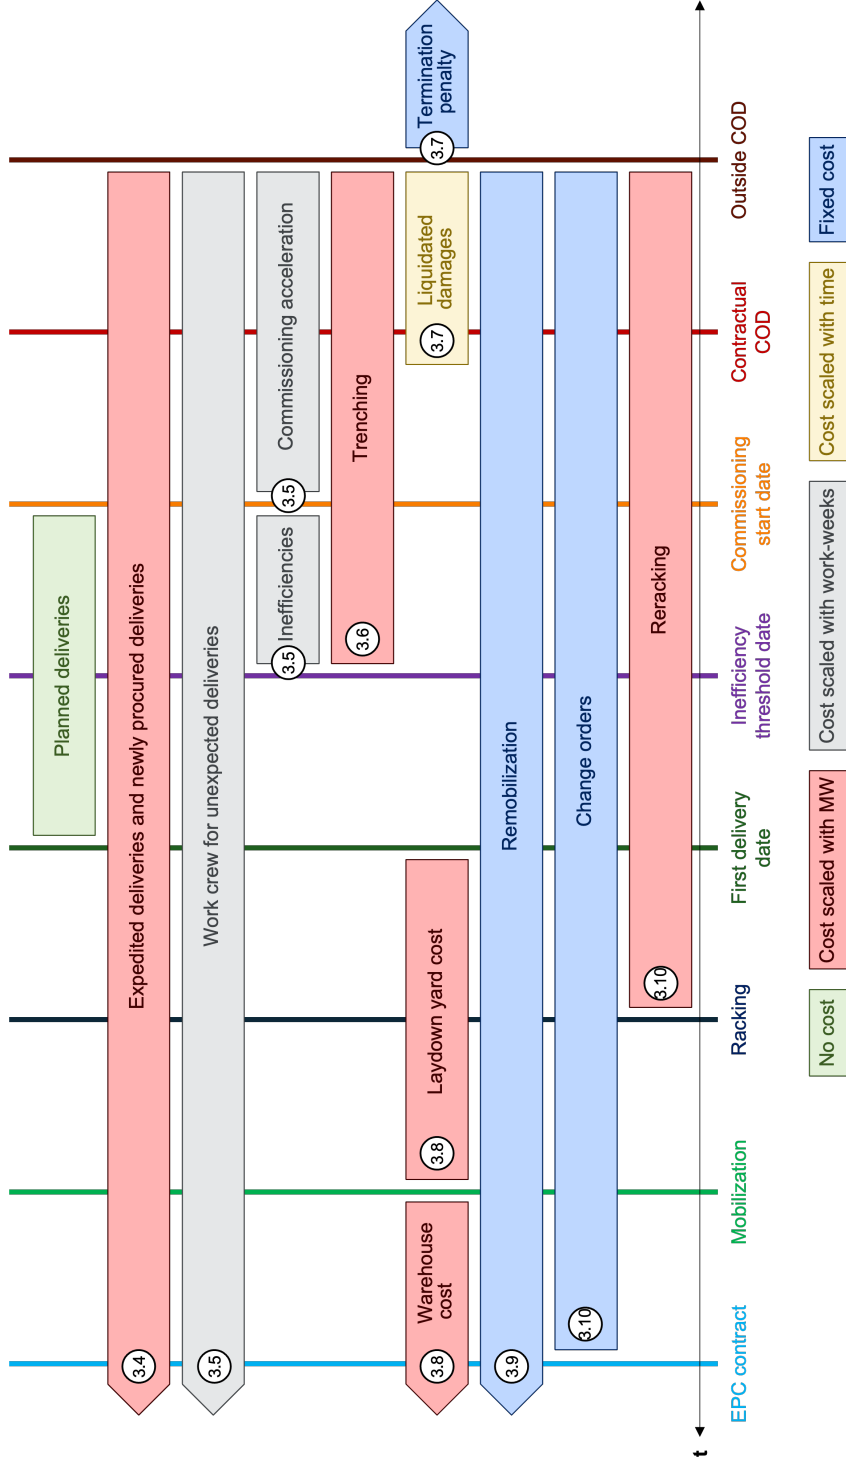 Planned deliveries
3.4
Expedited deliveries and newly procured deliveries
3.5
Work crew for unexpected deliveries
3.5
Inefficiencies
3.5
Commissioning acceleration
3.6
Trenching
3.8
Warehouse
cost
3.8
Laydown yard cost
3.7
Liquidated
damages
3.7
Termination
penalty
3.9
Remobilization
3.10
Change orders
3.10
Reracking
t
EPC contract
Mobilization
Racking
First delivery
date
Inefficiency
threshold date
Commissioning
start date
Contractual
COD
Outside COD
No cost
Cost scaled with MW
Cost scaled with work-weeks
Cost scaled with time
Fixed cost